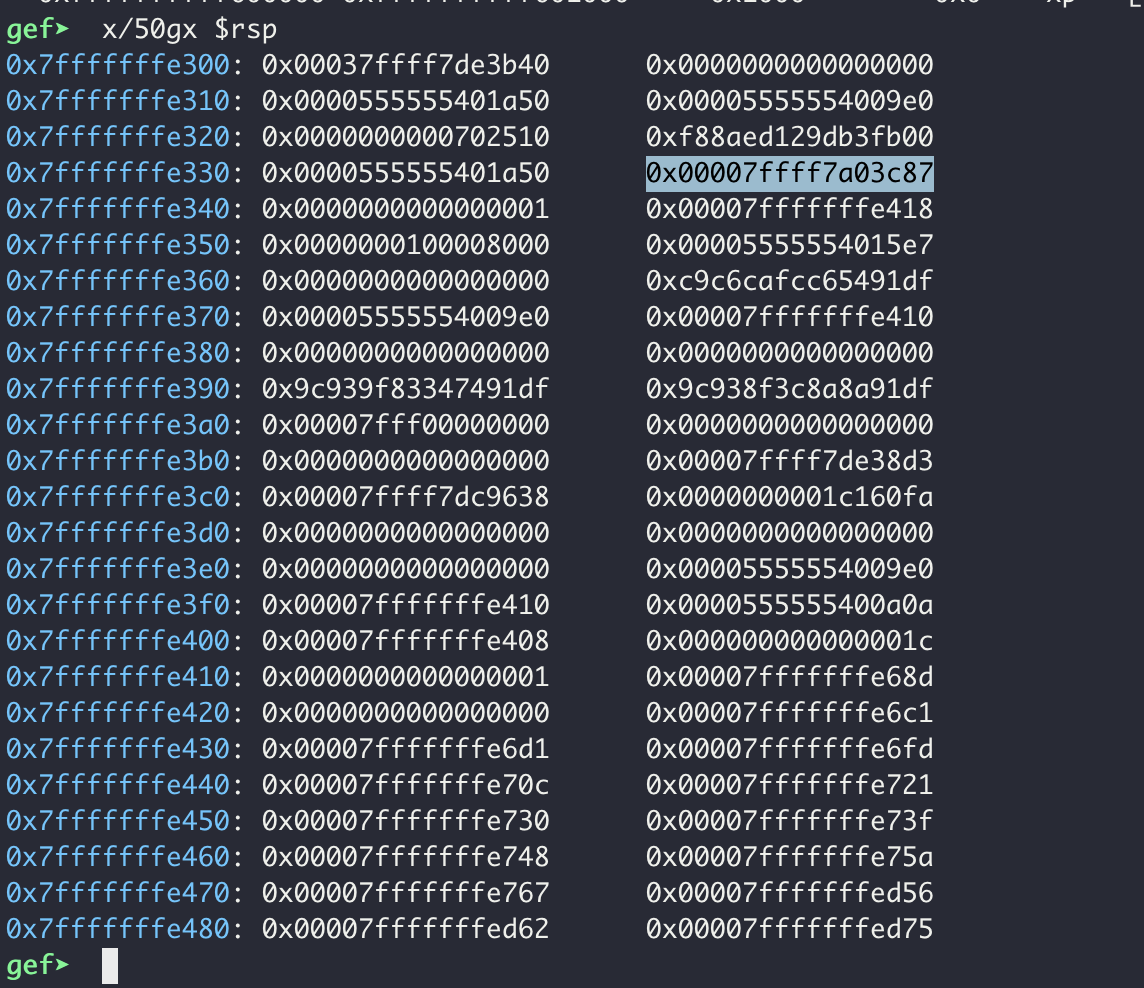 gef➤  x/50gx $rsp
0x7fffffffe300: 0x00037ffff7de3b40 0x0000000000000000
0x7fffffffe310: 0x0000555555401a50 0x00005555554009e0
0x7fffffffe320: 0x0000000000702510 0xf88aed129db3fb00
0x7fffffffe330: 0x0000555555401a50 0x00007ffff7a03c87
0x7fffffffe340: 0x0000000000000001 0x00007fffffffe418
0x7fffffffe350: 0x0000000100008000 0x00005555554015e7
0x7fffffffe360: 0x0000000000000000 0xc9c6cafcc65491df
0x7fffffffe370: 0x00005555554009e0 0x00007fffffffe410
0x7fffffffe380: 0x0000000000000000 0x0000000000000000
0x7fffffffe390: 0x9c939f83347491df 0x9c938f3c8a8a91df
0x7fffffffe3a0: 0x00007fff00000000 0x0000000000000000
0x7fffffffe3b0: 0x0000000000000000 0x00007ffff7de38d3
0x7fffffffe3c0: 0x00007ffff7dc9638 0x0000000001c160fa
0x7fffffffe3d0: 0x0000000000000000 0x0000000000000000
0x7fffffffe3e0: 0x0000000000000000 0x00005555554009e0
0x7fffffffe3f0: 0x00007fffffffe410 0x0000555555400a0a
0x7fffffffe400: 0x00007fffffffe408 0x000000000000001c
0x7fffffffe410: 0x0000000000000001 0x00007fffffffe68d
0x7fffffffe420: 0x0000000000000000 0x00007fffffffe6c1
0x7fffffffe430: 0x00007fffffffe6d1 0x00007fffffffe6fd
0x7fffffffe440: 0x00007fffffffe70c 0x00007fffffffe721
0x7fffffffe450: 0x00007fffffffe730 0x00007fffffffe73f
0x7fffffffe460: 0x00007fffffffe748 0x00007fffffffe75a
0x7fffffffe470: 0x00007fffffffe767 0x00007fffffffed56
0x7fffffffe480: 0x00007fffffffed62 0x00007fffffffed75
gef➤